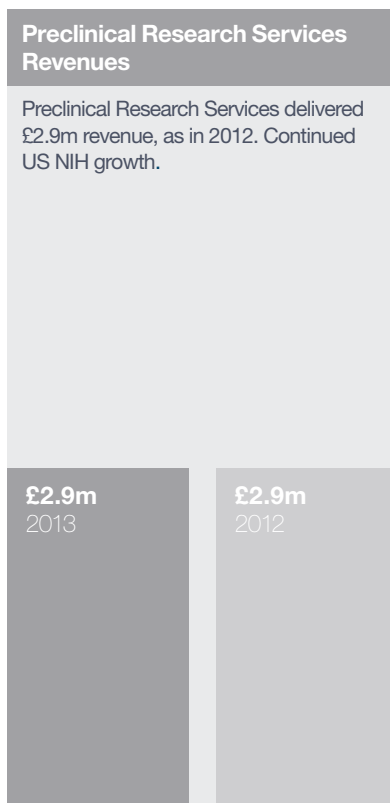 Preclinical Research Services
Revenues
Preclinical Research Services delivered
£2.9m revenue, as in 2012. Continued
US NIH growth.
£2.9m
2013
£2.9m
2012